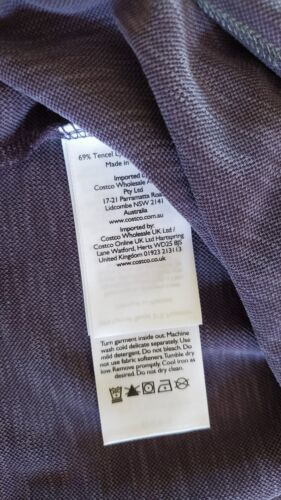 69% Tencel
Made in
Imported by
Costco Wholesale
Pty Ltd
17-21 Parramatta Road
Lidcombe NSW 2141
Australia
www.costco.com.au
Imported by:
Costco Wholesale UK Ltd /
Costco Online UK Ltd Hartspring
Lane Watford, Herts WD25 8JS
United Kingdom 01923 213113
www.costco.co.uk
Turn garment inside out. Machine
wash cold delicate separately. Use
mild detergent. Do not bleach. Do
not use fabric softeners. Tumble dry
low. Remove promptly. Cool iron as
desired. Do not dry clean.